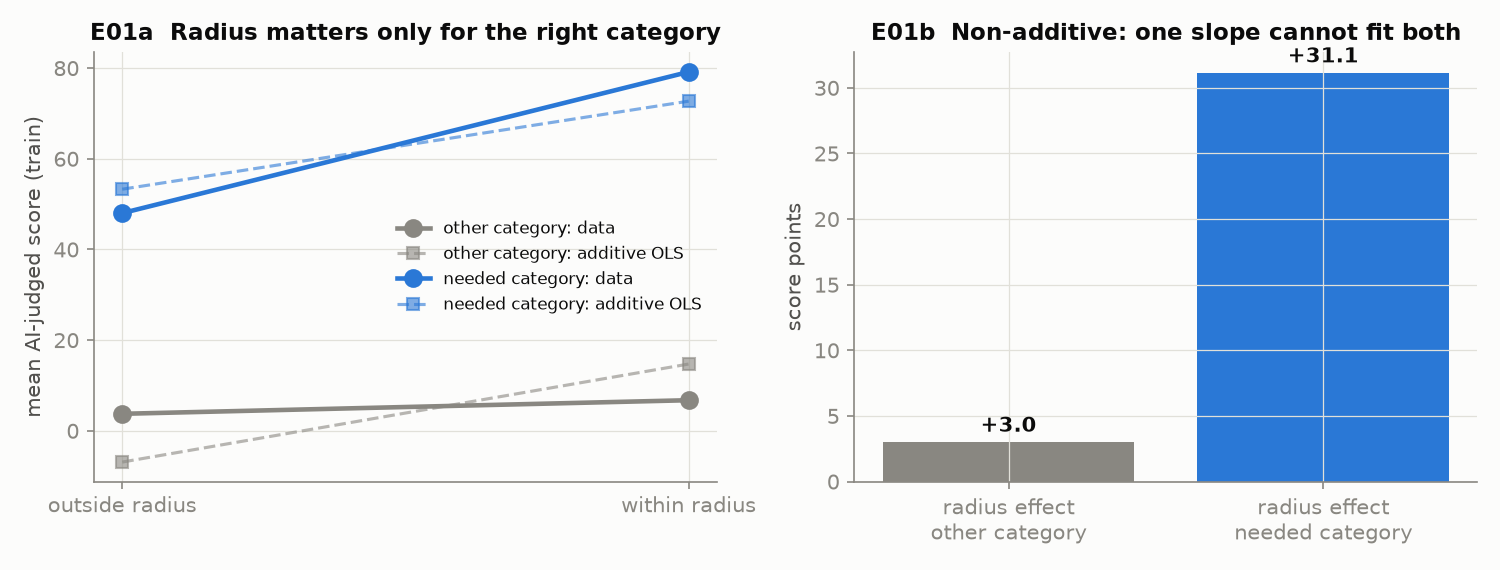 E01a  Radius matters only for the right category
mean AI-judged score (train)
80
60
40
20
0
other category: data
other category: additive OLS
needed category: data
needed category: additive OLS
outside radius
within radius
E01b  Non-additive: one slope cannot fit both
score points
30
25
20
15
10
5
0
+3.0
+31.1
radius effect
other category
radius effect
needed category